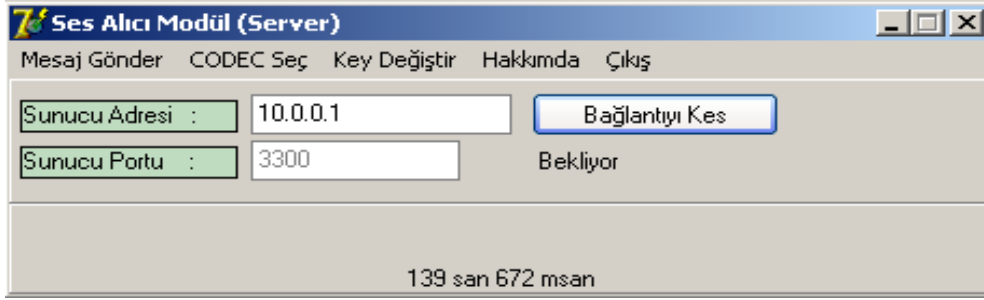 Ses Alıcı Modül (Server)
Mesaj Gönder CODEC Seç Key Değiştir Hakkımda Çıkış
Sunucu Adresi : 10.0.0.1 Bağlantıyı Kes
Sunucu Portu : 3300 Bekliyor
139 san 672 msan